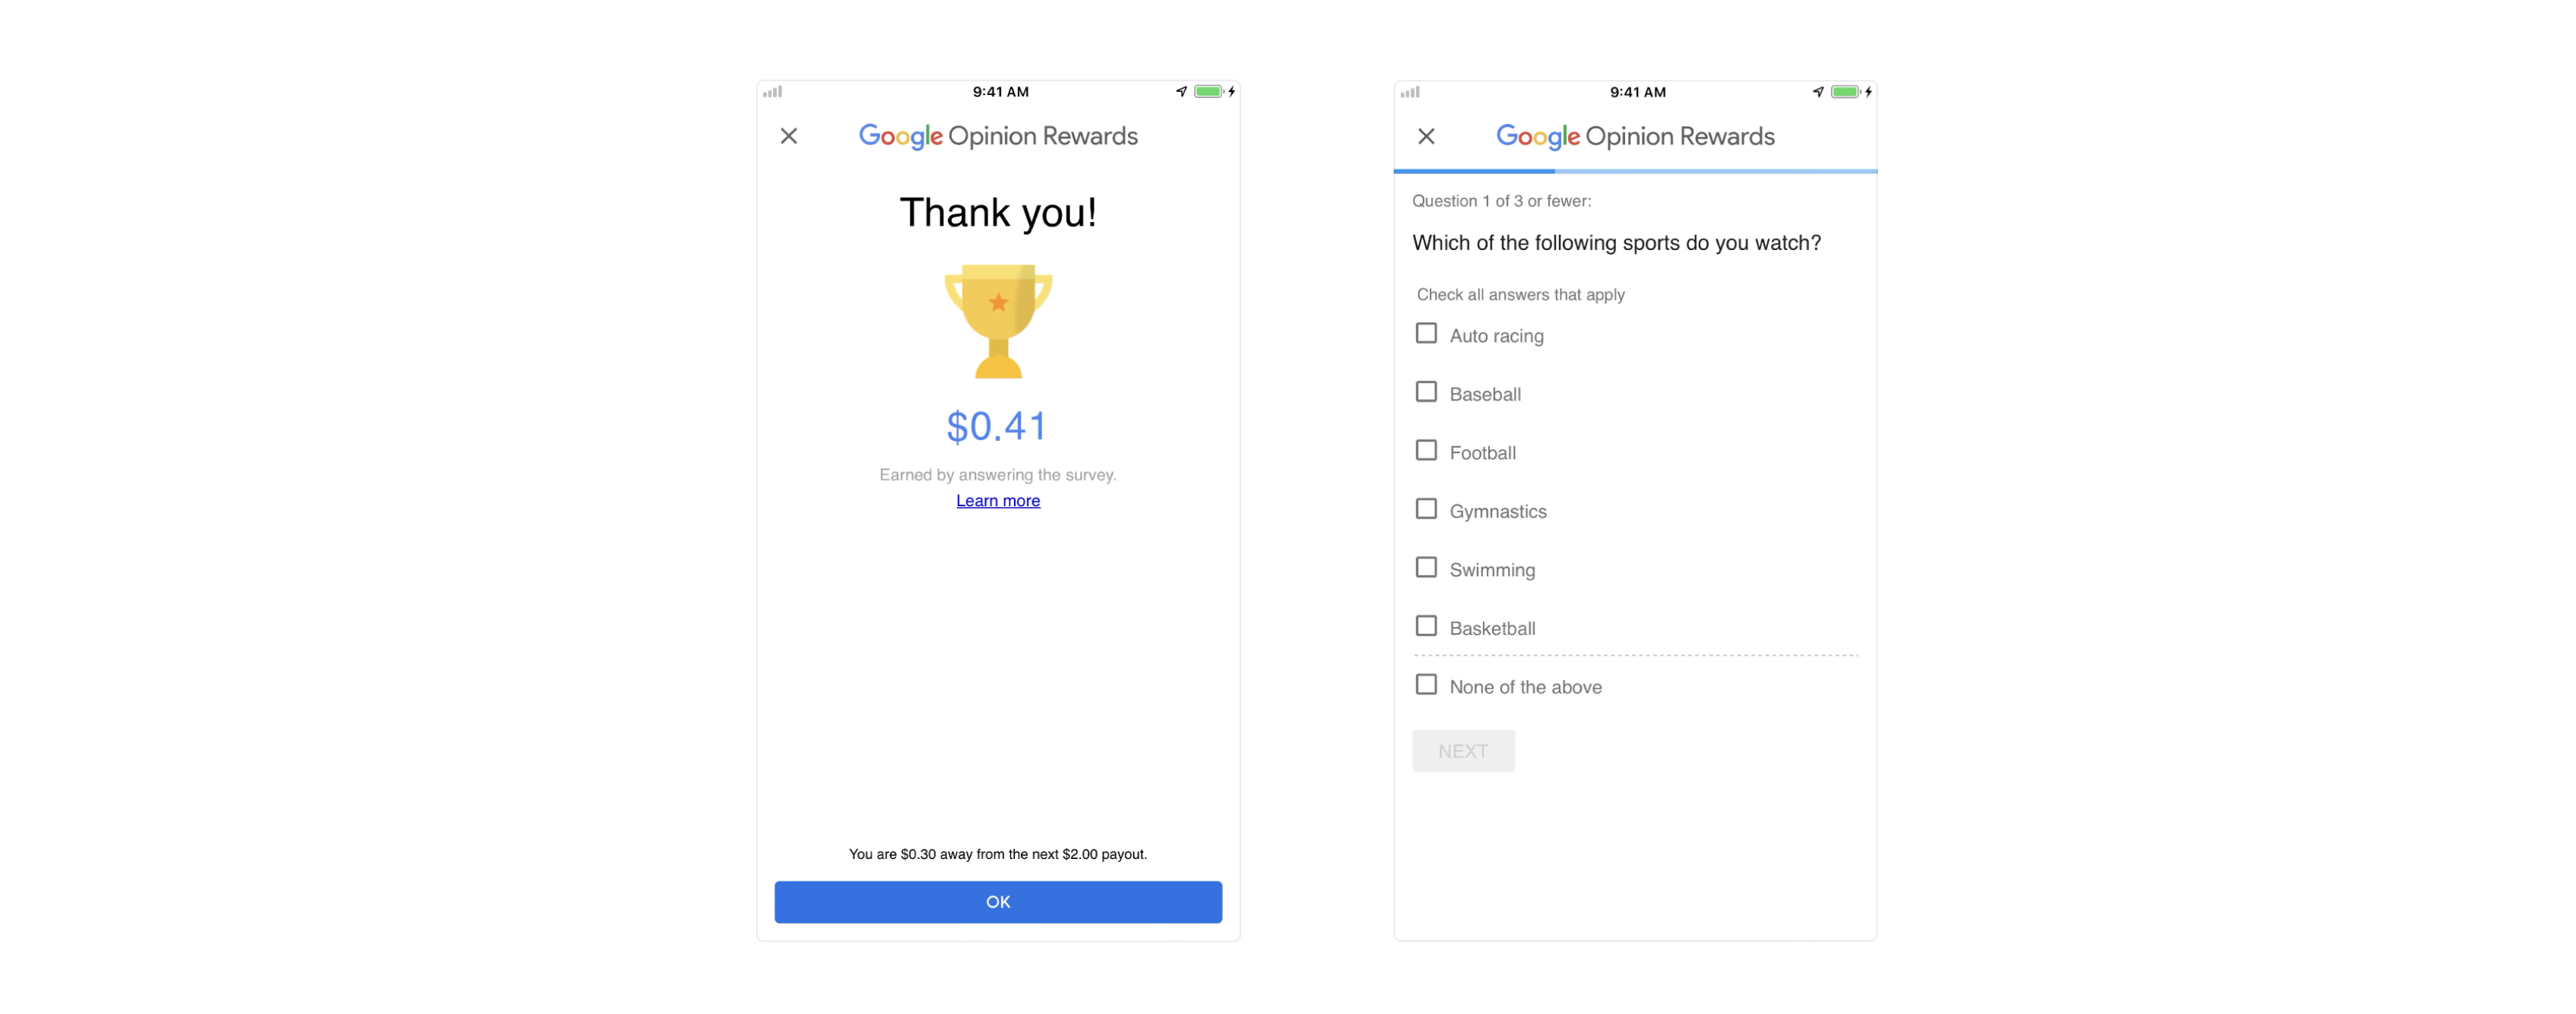 9:41 AM
Google Opinion Rewards
Thank you!
$0.41
Earned by answering the survey.
Learn more
You are $0.30 away from the next $2.00 payout.
OK
9:41 AM
Google Opinion Rewards
Question 1 of 3 or fewer:
Which of the following sports do you watch?
Check all answers that apply
Auto racing
Baseball
Football
Gymnastics
Swimming
Basketball
None of the above
NEXT